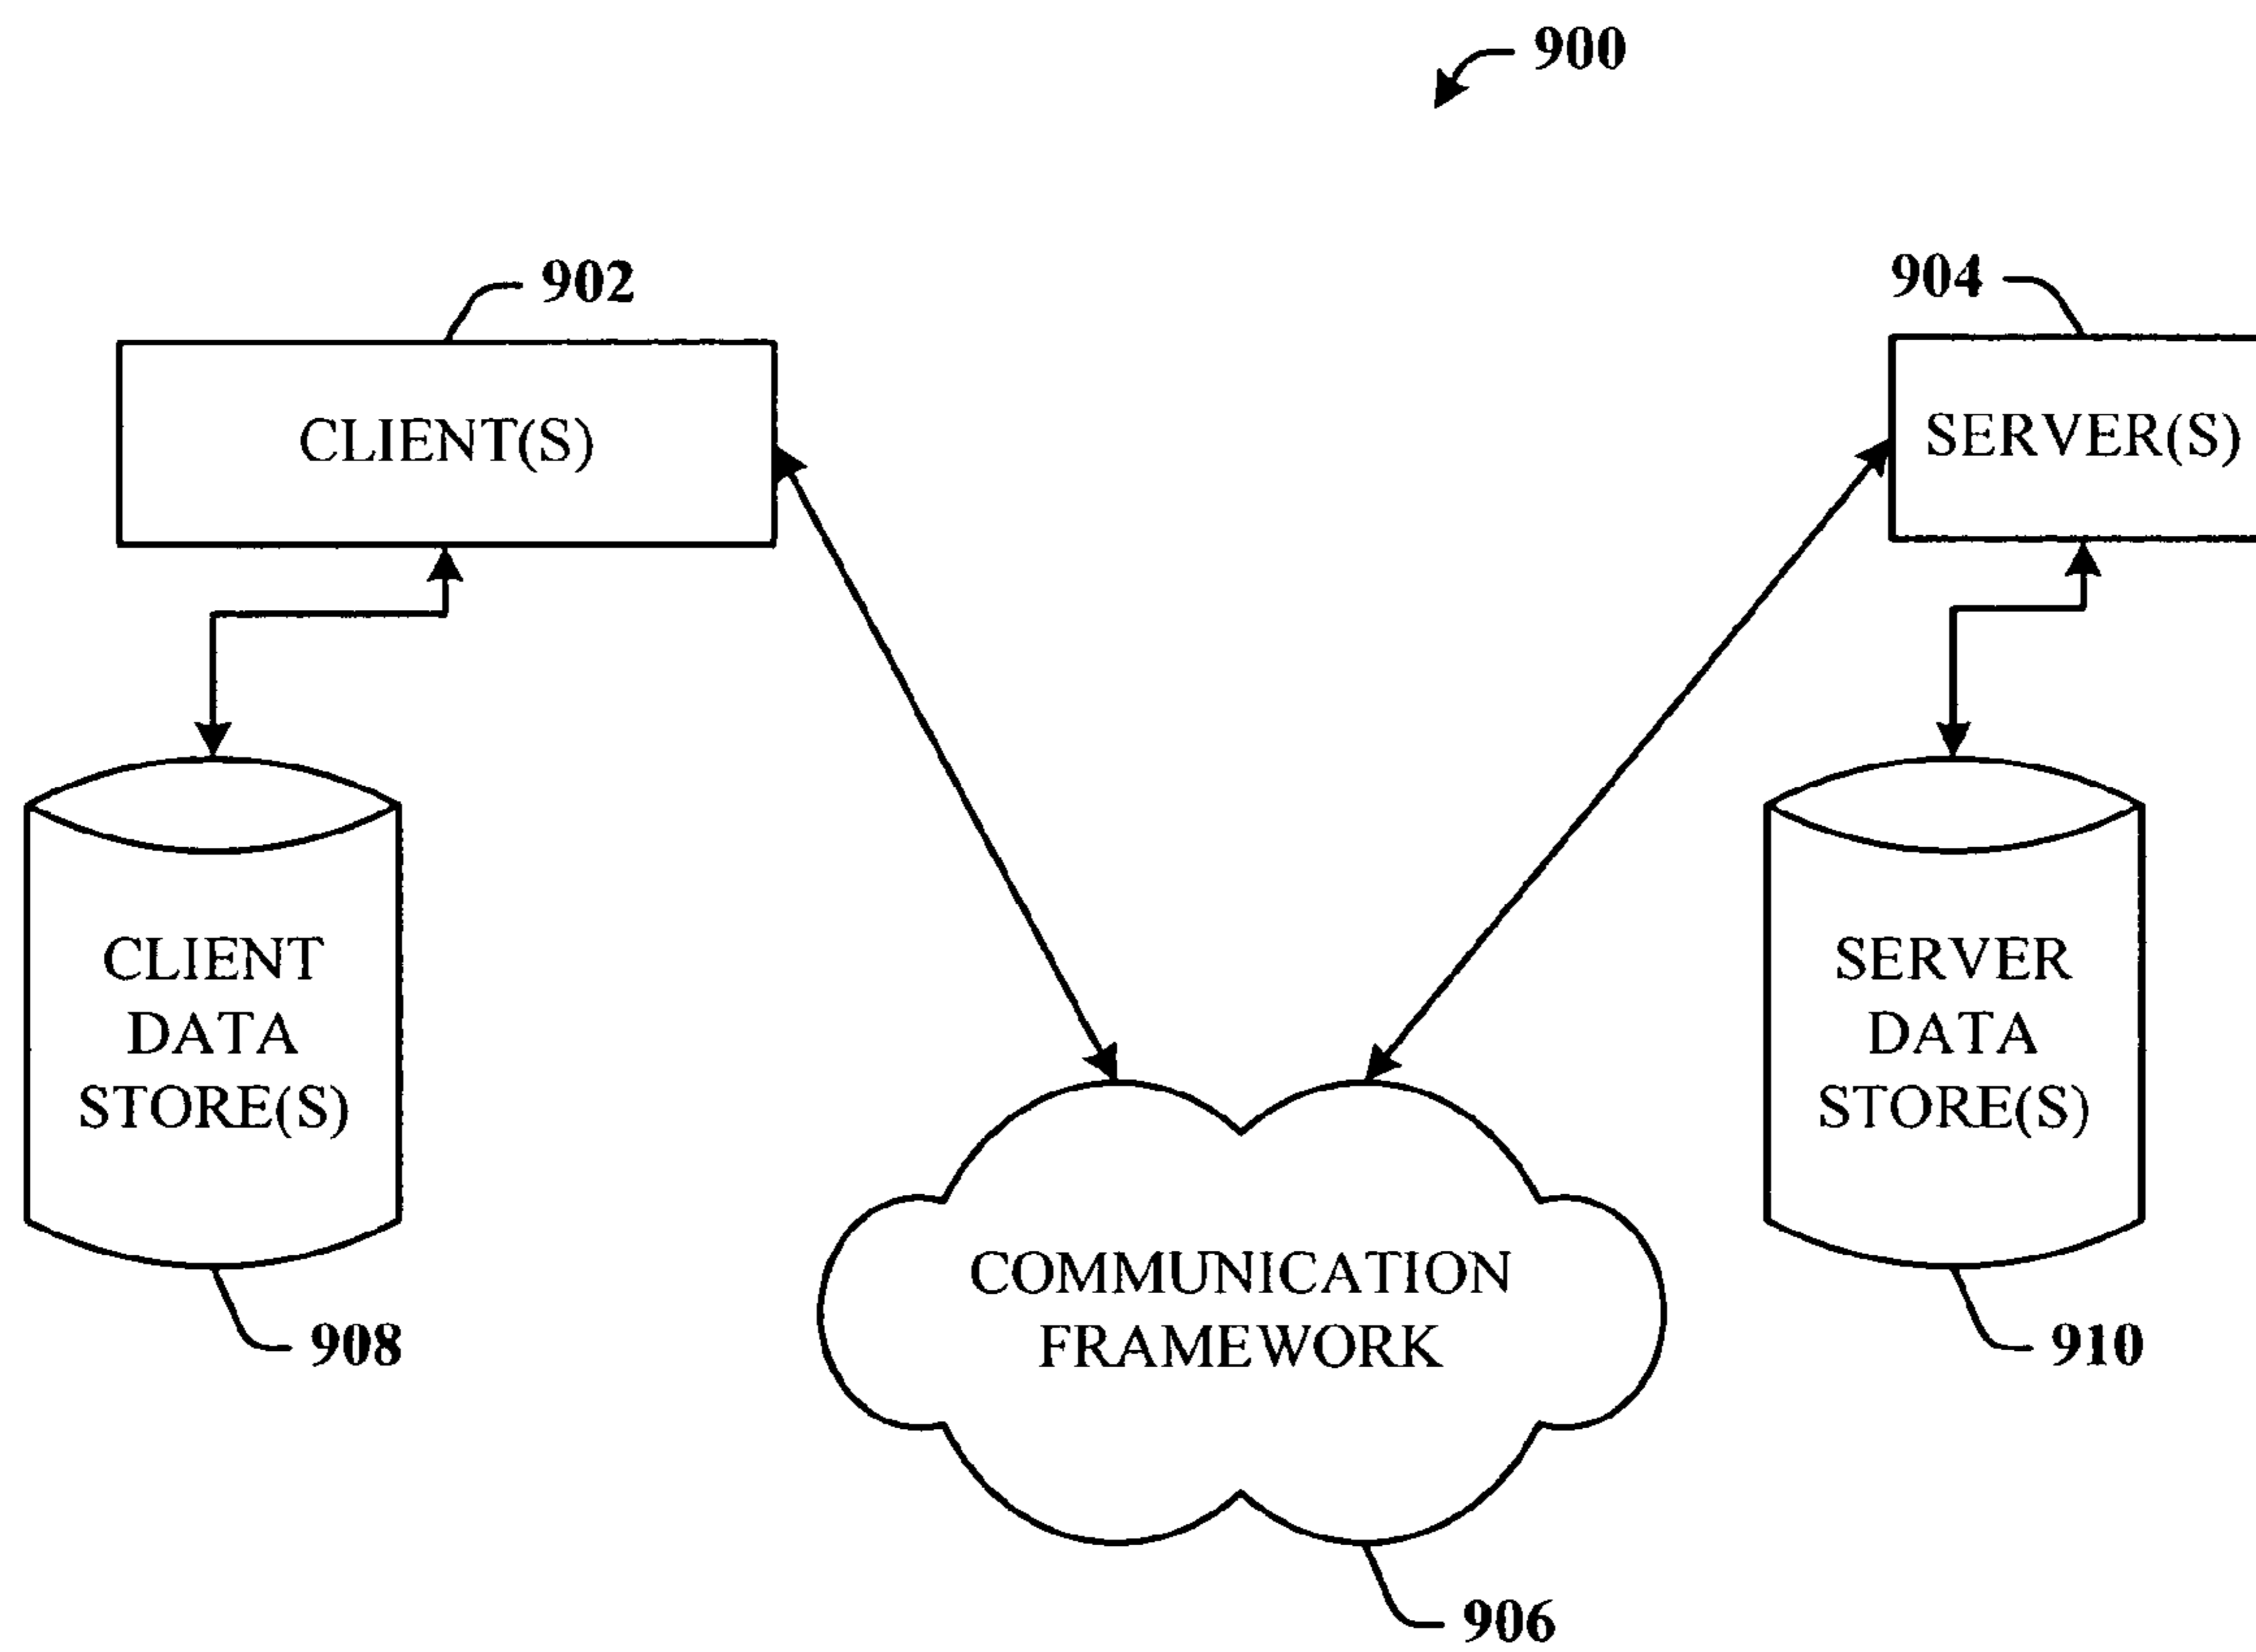 900
902
904
CLIENT(S)
SERVER(S)
CLIENT
DATA
STORE(S)
SERVER
DATA
STORE(S)
COMMUNICATION
FRAMEWORK
908
910
906